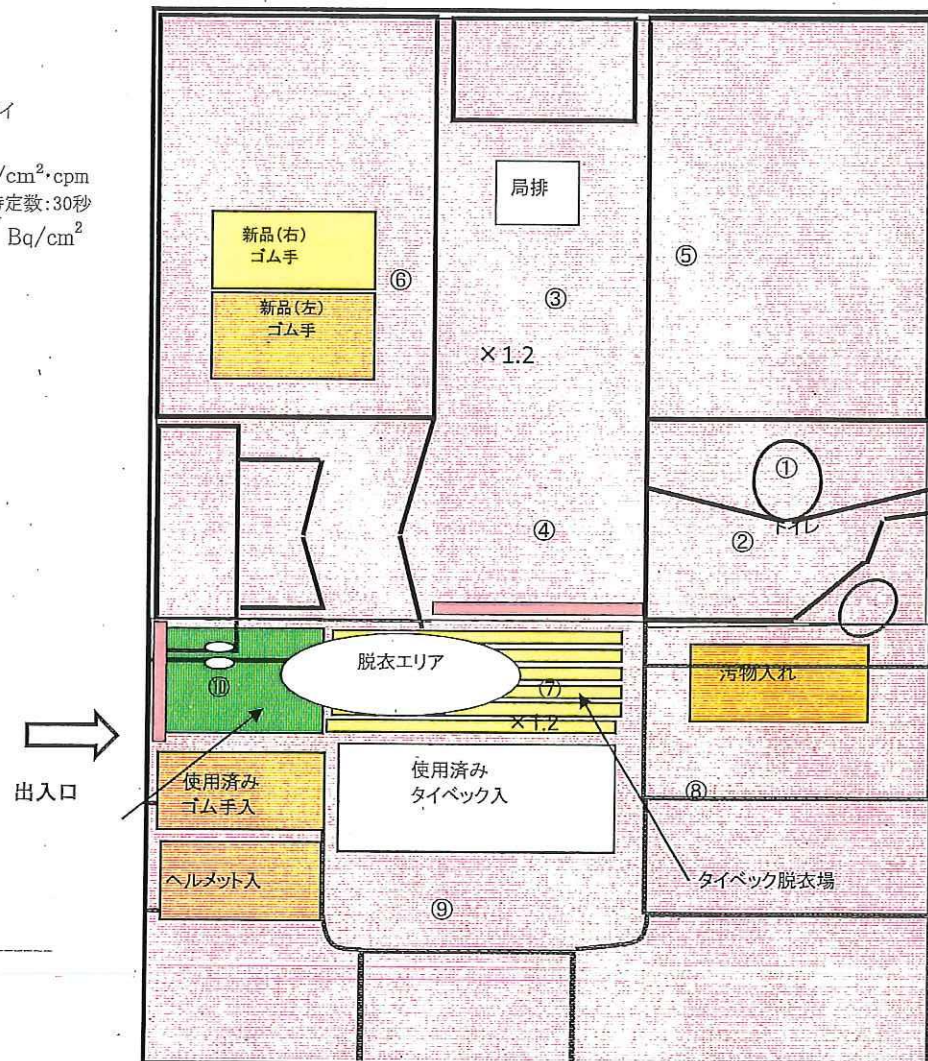 イ
/cm²・cpm
定数:30秒
Bq/cm²
局排
新品(右)
ゴム手
新品(左)
ゴム手
⑥
⑤
③
×1.2
①
トイレ
②
④
脱衣エリア
⑦
×1.2
⑩
汚物入れ
出入口
使用済み
ゴム手入
使用済み
タイベック入
⑧
ヘルメット入
タイベック脱衣場
⑨